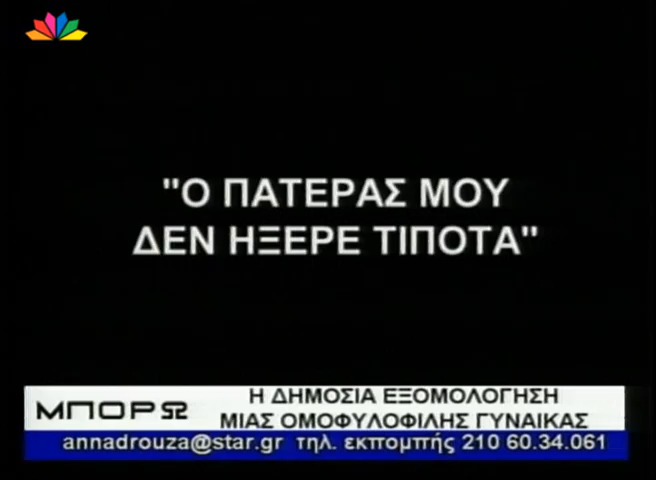 "Ο ΠΑΤΕΡΑΣ ΜΟΥ
ΔΕΝ ΗΞΕΡΕ ΤΙΠΟΤΑ"
ΜΠΟΡΩ
Η ΔΗΜΟΣΙΑ ΕΞΟΜΟΛΟΓΗΣΗ
ΜΙΑΣ ΟΜΟΦΥΛΟΦΙΛΗΣ ΓΥΝΑΙΚΑΣ
annadrouza@star.gr τηλ. εκπομπής 210 60.34.061